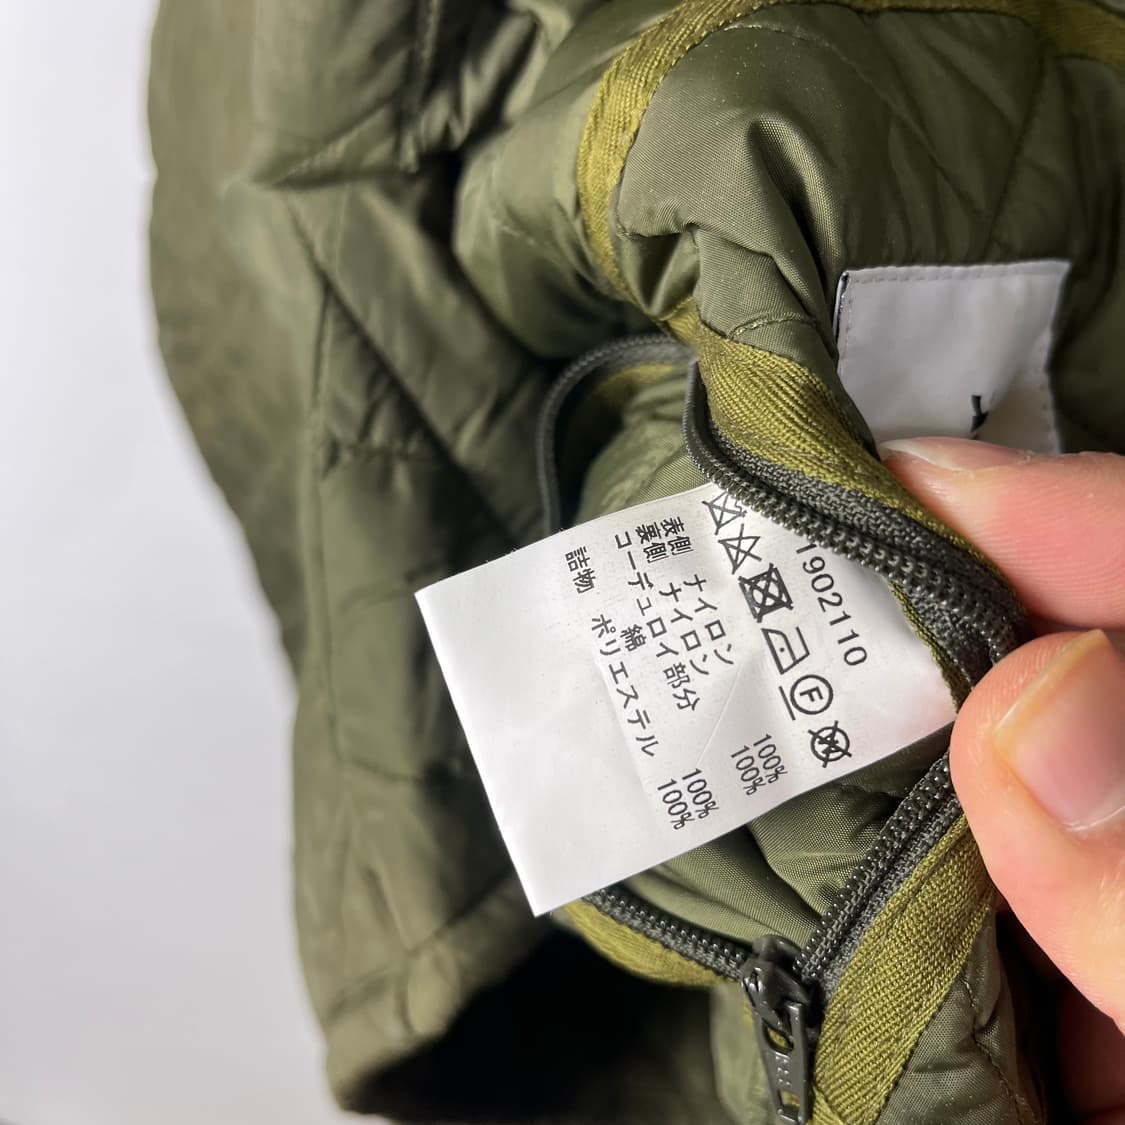 1902110
F
表側 ナイロン 100%
裏側 ナイロン 100%
コーデュロイ部分
綿 100%
詰物 ポリエステル 100%